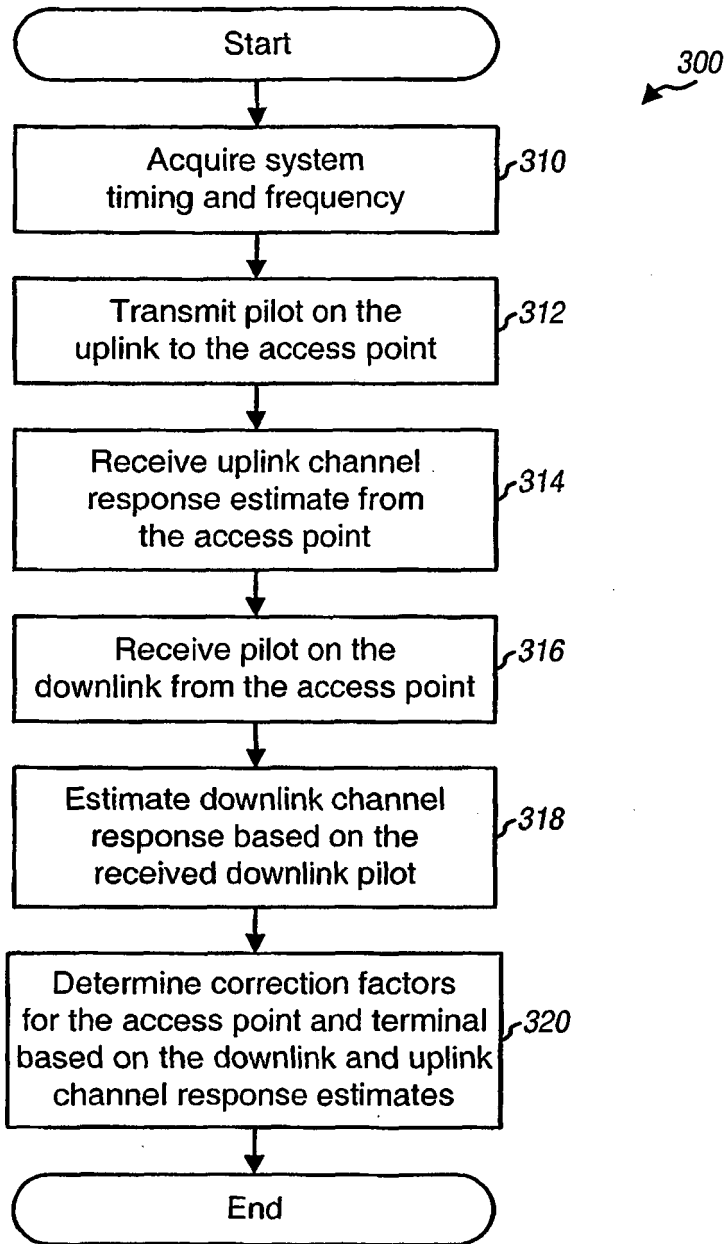 Start
300
Acquire system
timing and frequency
310
Transmit pilot on the
uplink to the access point
312
Receive uplink channel
response estimate from
the access point
314
Receive pilot on the
downlink from the access point
316
Estimate downlink channel
response based on the
received downlink pilot
318
Determine correction factors
for the access point and terminal
based on the downlink and uplink
channel response estimates
320
End